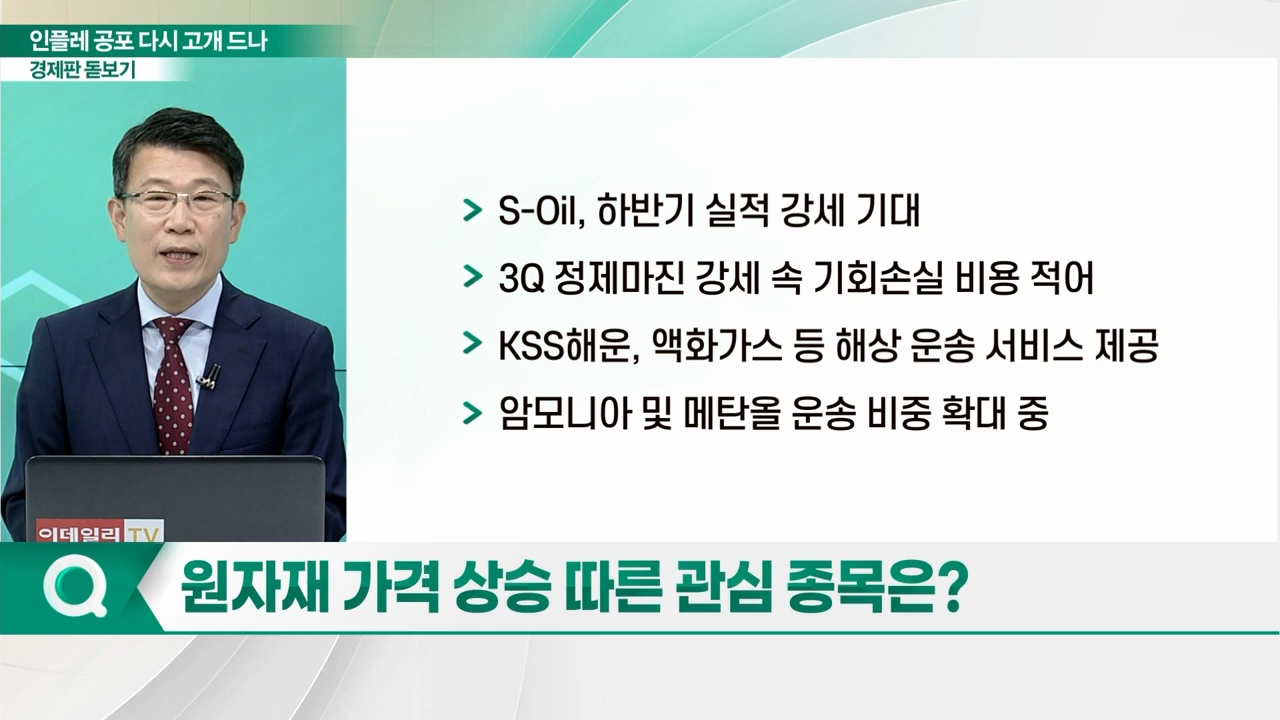 인플레 공포 다시 고개 드나
경제판 돋보기
> S-Oil, 하반기 실적 강세 기대
> 3Q 정제마진 강세 속 기회손실 비용 적어
> KSS해운, 액화가스 등 해상 운송 서비스 제공
> 암모니아 및 메탄올 운송 비중 확대 중
이데일리 TV
Q 원자재 가격 상승 따른 관심 종목은?